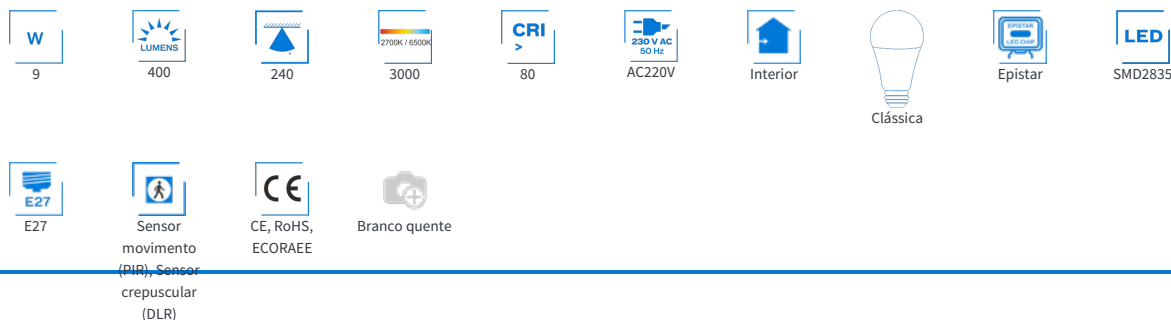 W
9
LUMENS
400
240
2700K / 6500K
3000
CRI
>
80
230 V AC
50 Hz
AC220V
Interior
Clássica
EPISTAR
LED CHIP
Epistar
LED
SMD2835
E27
E27
Sensor
movimento
(PIR), Sensor
crepuscular
(DLR)
CE
CE, RoHS,
ECORAEE
Branco quente